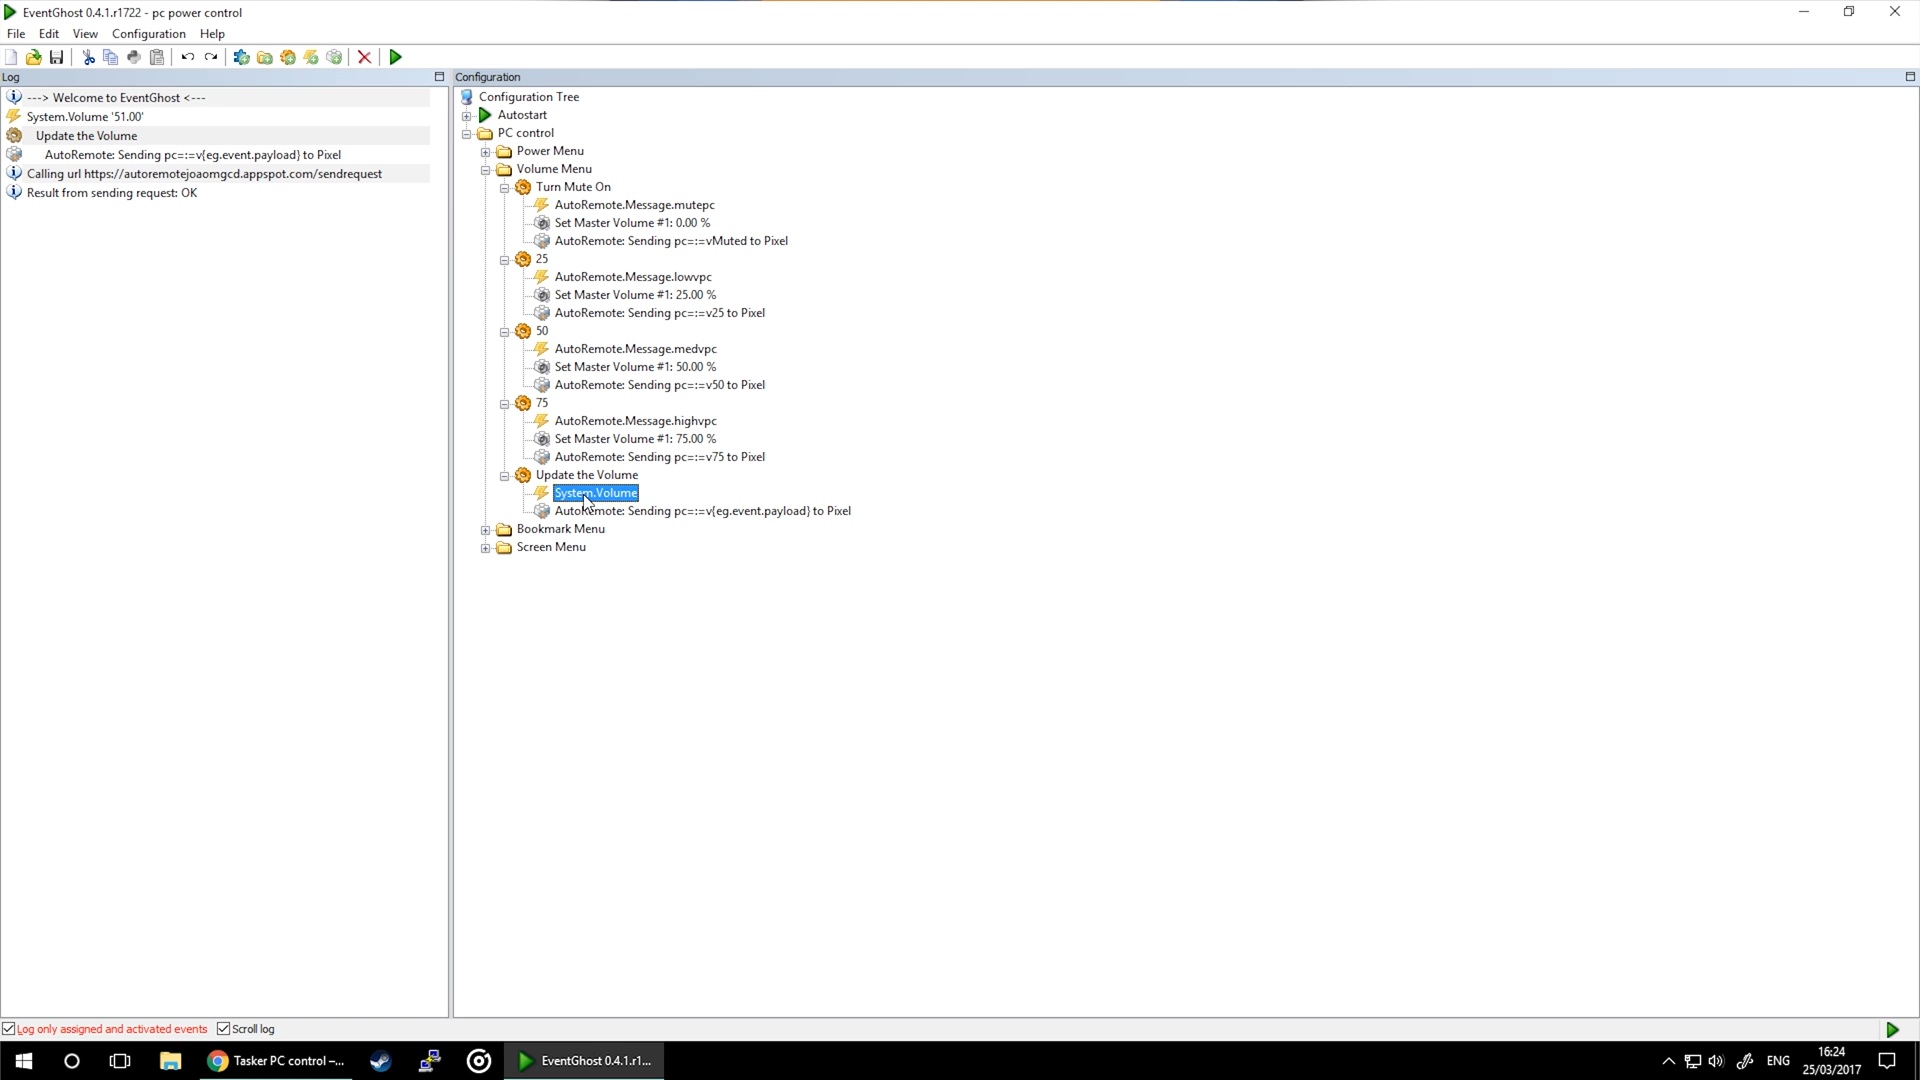 EventGhost 0.4.1.r1722 - pc power control
File Edit View Configuration Help
Log
---> Welcome to EventGhost <---
System.Volume '51.00'
Update the Volume
AutoRemote: Sending pc=:=v{eg.event.payload} to Pixel
Calling url https://autoremotejoaomgcd.appspot.com/sendrequest
Result from sending request: OK
Configuration
Configuration Tree
Autostart
PC control
Power Menu
Volume Menu
Turn Mute On
AutoRemote.Message.mutepc
Set Master Volume #1: 0.00 %
AutoRemote: Sending pc=:=vMuted to Pixel
25
AutoRemote.Message.lowvpc
Set Master Volume #1: 25.00 %
AutoRemote: Sending pc=:=v25 to Pixel
50
AutoRemote.Message.medvpc
Set Master Volume #1: 50.00 %
AutoRemote: Sending pc=:=v50 to Pixel
75
AutoRemote.Message.highvpc
Set Master Volume #1: 75.00 %
AutoRemote: Sending pc=:=v75 to Pixel
Update the Volume
System.Volume
AutoRemote: Sending pc=:=v{eg.event.payload} to Pixel
Bookmark Menu
Screen Menu
Log only assigned and activated events Scroll log
Tasker PC control –... EventGhost 0.4.1.r1... ENG 16:24
25/03/2017